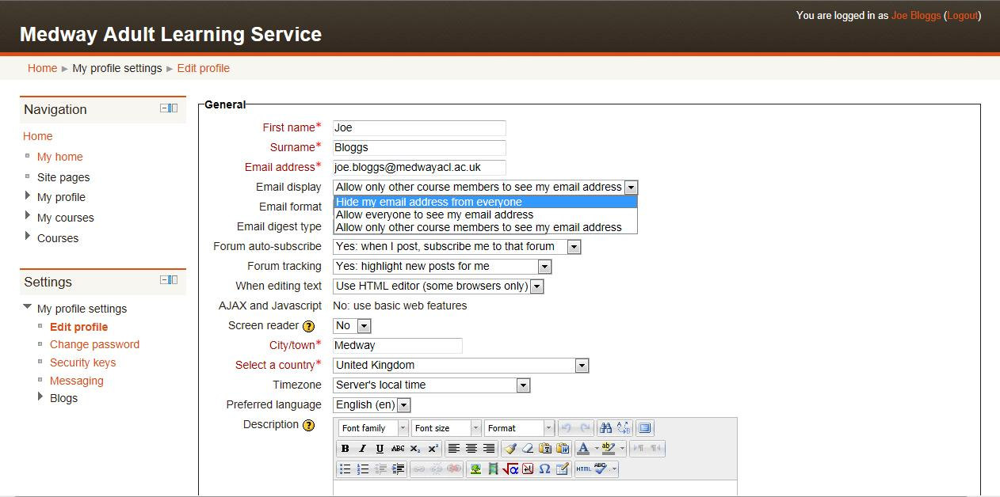 You are logged in as Joe Bloggs (Logout)
Medway Adult Learning Service
Home ► My profile settings ► Edit profile
Navigation
Home
My home
Site pages
My profile
My courses
Courses
Settings
My profile settings
Edit profile
Change password
Security keys
Messaging
Blogs
General
First name* Joe
Surname* Bloggs
Email address* joe.bloggs@medwayacl.ac.uk
Email display Allow only other course members to see my email address
Hide my email address from everyone
Email format Allow everyone to see my email address
Email digest type Allow only other course members to see my email address
Forum auto-subscribe Yes: when I post, subscribe me to that forum
Forum tracking Yes: highlight new posts for me
When editing text Use HTML editor (some browsers only)
AJAX and Javascript No: use basic web features
Screen reader ? No
City/town* Medway
Select a country* United Kingdom
Timezone Server's local time
Preferred language English (en)
Description ? Font family Font size Format
B I U ABC X₂ X² T W A ab
α Ω HTML ABC